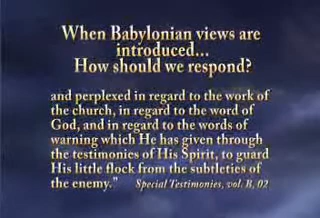 When Babylonian views are
introduced...
How should we respond?
and perplexed in regard to the work of
the church, in regard to the word of
God, and in regard to the words of
warning which He has given through
the testimonies of His Spirit, to guard
His little flock from the subtleties of
the enemy." Special Testimonies, vol. B, 02